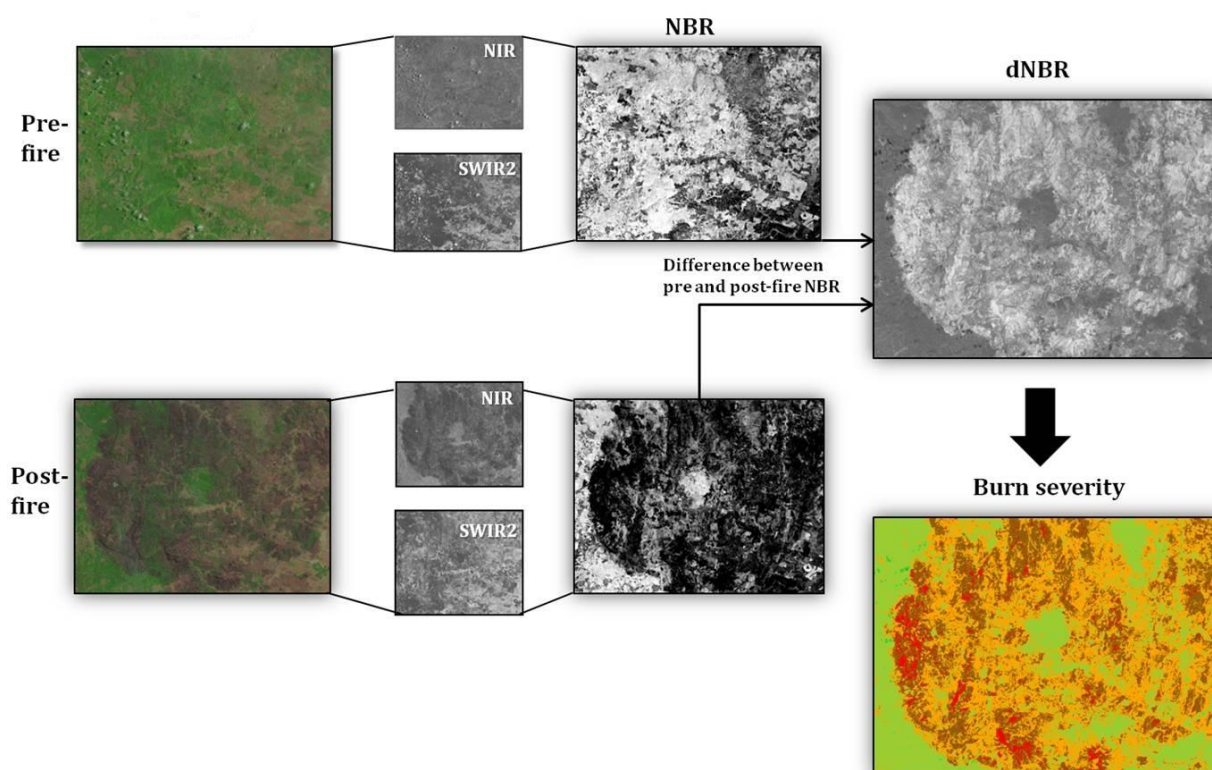 NBR
dNBR
Pre-
fire
NIR
SWIR2
Difference between
pre and post-fire NBR
Post-
fire
NIR
SWIR2
Burn severity